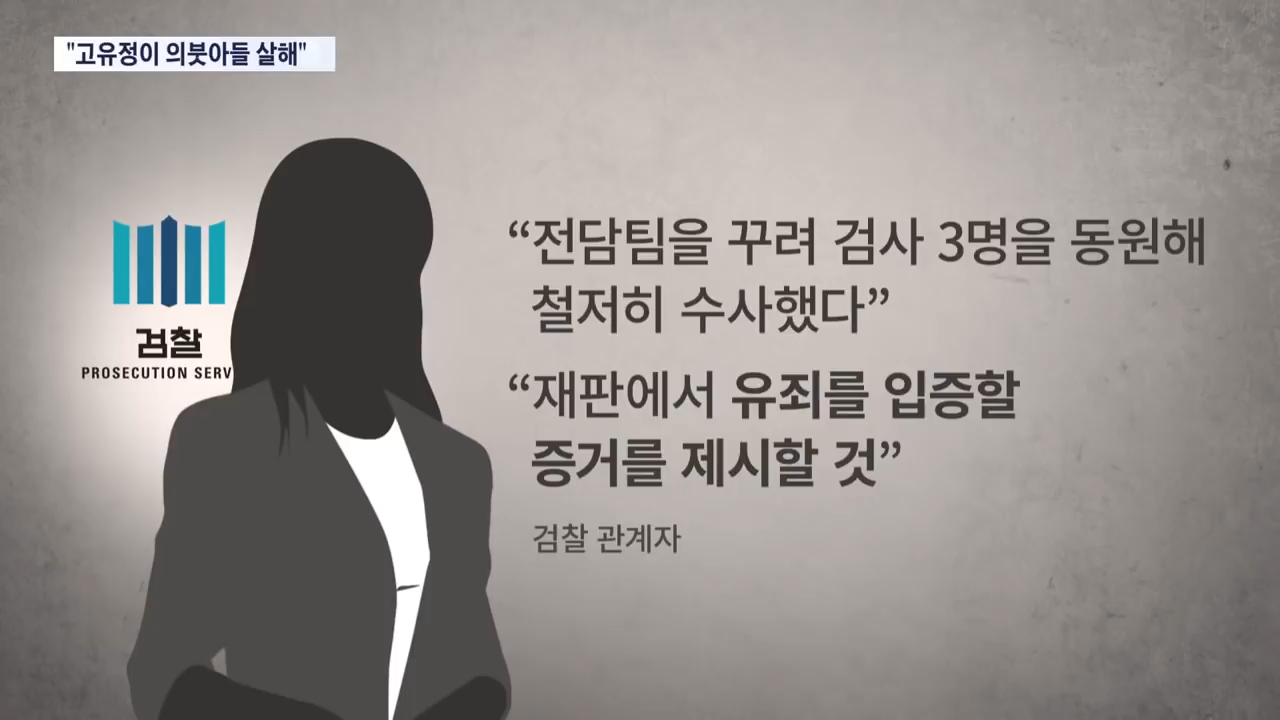 "고유정이 의붓아들 살해"
“전담팀을 꾸려 검사 3명을 동원해
철저히 수사했다”
검찰
PROSECUTION SERV
“재판에서 유죄를 입증할
증거를 제시할 것”
검찰 관계자